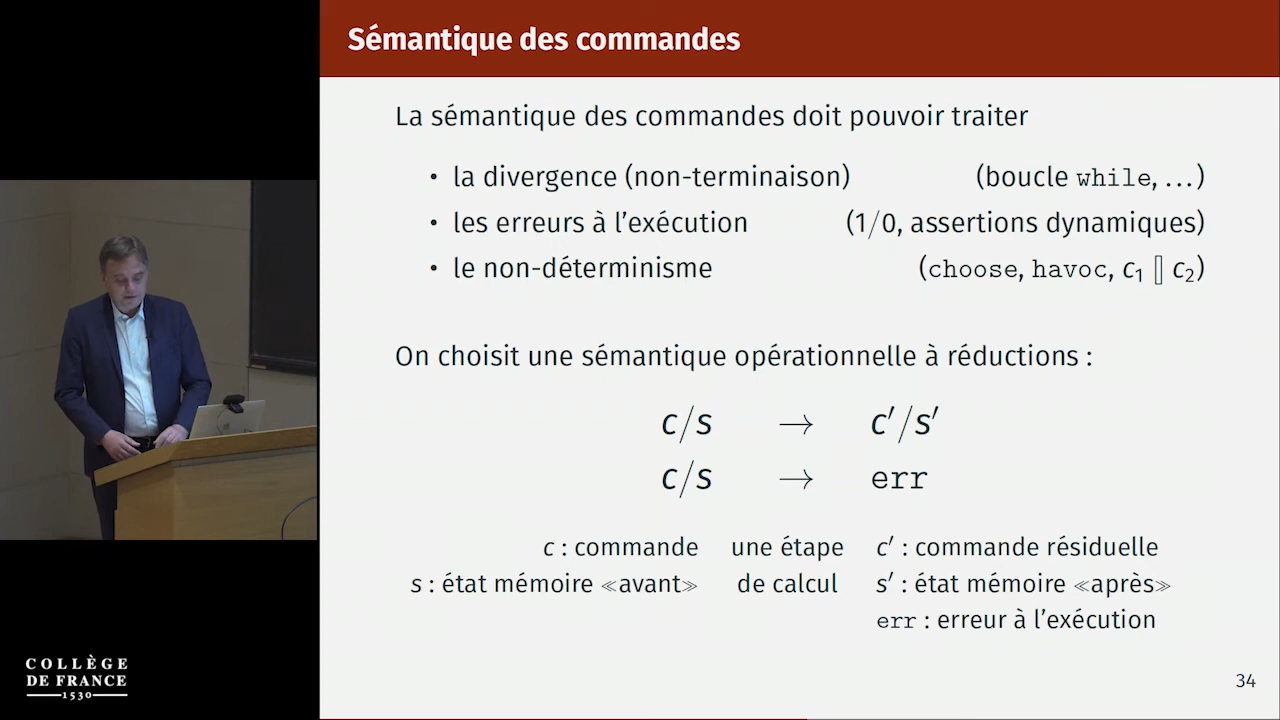 Sémantique des commandes
La sémantique des commandes doit pouvoir traiter
• la divergence (non-terminaison) (boucle while, …)
• les erreurs à l’exécution (1/0, assertions dynamiques)
• le non-déterminisme (choose, havoc, c₁ [] c₂)
On choisit une sémantique opérationnelle à réductions :
c/s → c′/s′
c/s → err
c : commande une étape c′ : commande résiduelle
s : état mémoire «avant» de calcul s′ : état mémoire «après»
err : erreur à l’exécution
COLLÈGE
DE FRANCE
1530
34